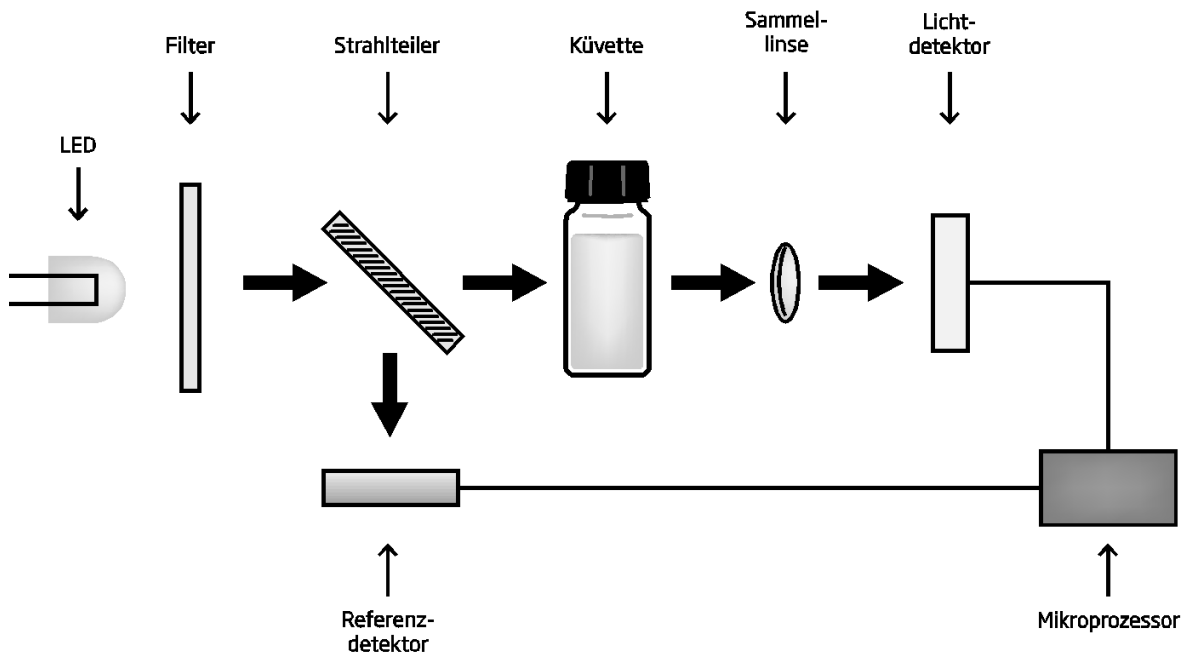 Filter
Strahlteiler
Küvette
Sammel-
linse
Licht-
detektor
LED
Referenz-
detektor
Mikroprozessor